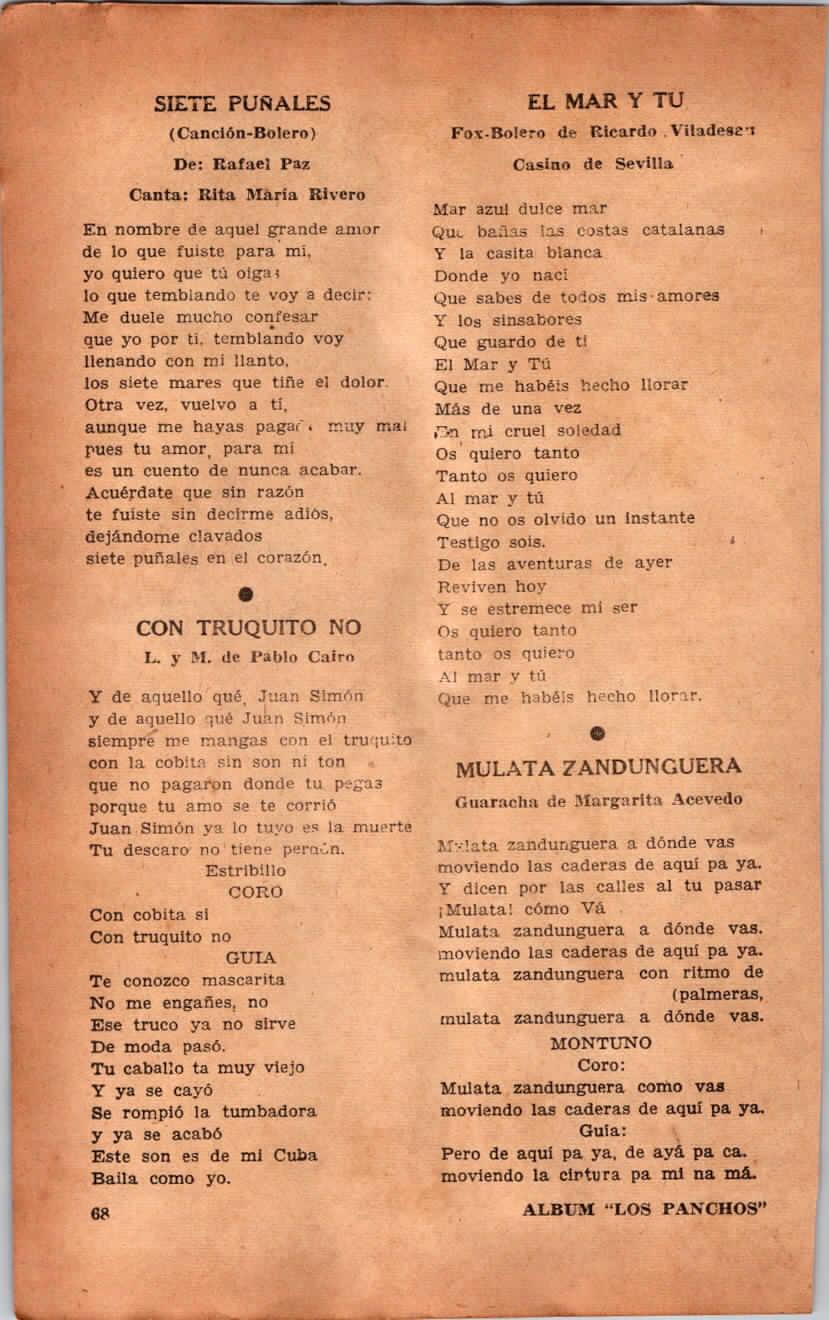 SIETE PUÑALES
(Canción-Bolero)
De: Rafael Paz
Canta: Rita María Rivero
En nombre de aquel grande amor
de lo que fuiste para mi,
yo quiero que tú oigas
lo que temblando te voy a decir:
Me duele mucho confesar
que yo por ti, temblando voy
llenando con mi llanto,
los siete mares que tiñe el dolor.
Otra vez, vuelvo a tí,
aunque me hayas muy mal
pues tu amor, para mi
es un cuento de nunca acabar.
Acuérdate que sin razón
te fuiste sin decirme adiós,
dejándome clavados
siete puñales en el corazón.
●
CON TRUQUITO NO
L. y M. de Pablo Cairo
Y de aquello qué, Juan Simón
y de aquello qué Juan Simón
siempre me mangas con el truquito
con la cobita sin son ni ton
que no pagaron donde tu pegas
porque tu amo se te corrió
Juan Simón ya lo tuyo es la muerte
Tu descaro no tiene perdón.
Estribillo
CORO
Con cobita si
Con truquito no
GUIA
Te conozco mascarita
No me engañes, no
Ese truco ya no sirve
De moda pasó.
Tu caballo ta muy viejo
Y ya se cayó
Se rompió la tumbadora
y ya se acabó
Este son es de mi Cuba
Baila como yo.
68
EL MAR Y TU
Fox-Bolero de Ricardo Viladesau
Casino de Sevilla
Mar azul dulce mar
Que bañas las costas catalanas
Y la casita blanca
Donde yo nací
Que sabes de todos mis amores
Y los sinsabores
Que guardo de ti
El Mar y Tú
Que me habéis hecho llorar
Más de una vez
En mi cruel soledad
Os quiero tanto
Tanto os quiero
Al mar y tú
Que no os olvido un instante
Testigo sois.
De las aventuras de ayer
Reviven hoy
Y se estremece mi ser
Os quiero tanto
tanto os quiero
Al mar y tú
Que me habéis hecho llorar.
●
MULATA ZANDUNGUERA
Guaracha de Margarita Acevedo
Mulata zandunguera a dónde vas
moviendo las caderas de aquí pa ya.
Y dicen por las calles al tu pasar
¡Mulata! cómo Vá
Mulata zandunguera a dónde vas.
moviendo las caderas de aquí pa ya.
mulata zandunguera con ritmo de
(palmeras,
mulata zandunguera a dónde vas.
MONTUNO
Coro:
Mulata zandunguera como vas
moviendo las caderas de aquí pa ya.
Guía:
Pero de aquí pa ya, de ayá pa ca.
moviendo la cintura pa mi na má.
ALBUM “LOS PANCHOS”